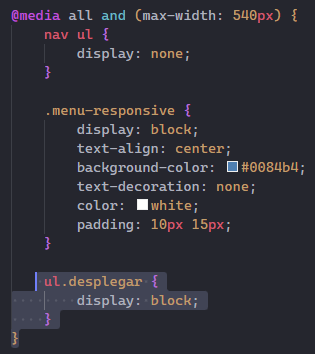 @media all and (max-width: 540px) {
nav ul {
display: none;
}
.menu-responsive {
display: block;
text-align: center;
background-color: #0084b4;
text-decoration: none;
color: white;
padding: 10px 15px;
}
ul.desplegar {
display: block;
}
}